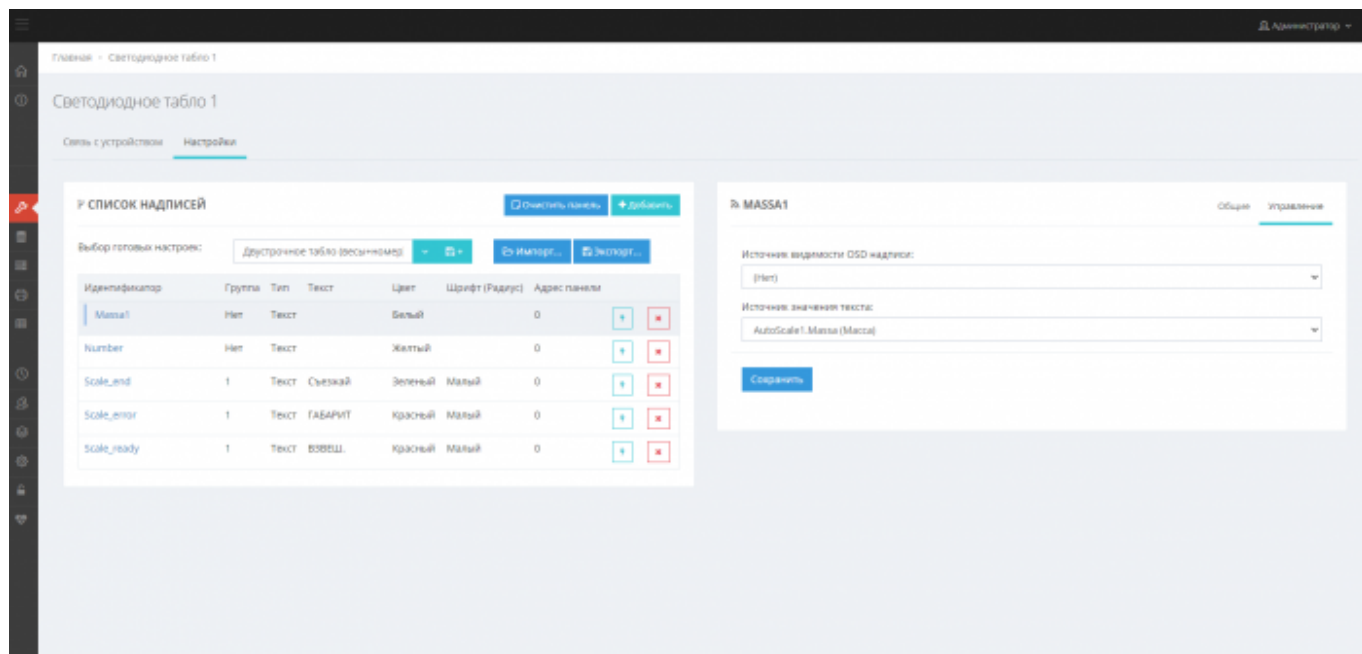 Администратор
Главная > Светодиодное табло 1
Светодиодное табло 1
Связь с устройством Настройки
СПИСОК НАДПИСЕЙ Очистить панель + Добавить
Выбор готовых настроек: Двустрочное табло (весы+номер) Импорт... Экспорт...
Идентификатор Группа Тип Текст Цвет Шрифт (Радиус) Адрес панели
Massa1 Нет Текст Белый 0
Number Нет Текст Желтый 0
Scale_end 1 Текст Съезжай Зеленый Малый 0
Scale_error 1 Текст ГАБАРИТ Красный Малый 0
Scale_ready 1 Текст ВЗВЕШ. Красный Малый 0
MASSA1 Общие Управление
Источник видимости OSD надписи:
(Нет)
Источник значения текста:
AutoScale1.Massa (Масса)
Сохранить